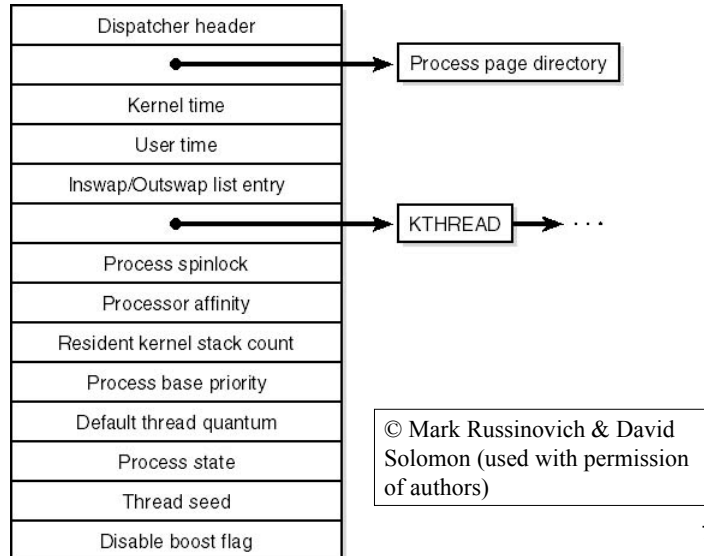 Dispatcher header
Process page directory
Kernel time
User time
Inswap/Outswap list entry
KTHREAD
· · ·
Process spinlock
Processor affinity
Resident kernel stack count
Process base priority
Default thread quantum
Process state
Thread seed
Disable boost flag
© Mark Russinovich & David
Solomon (used with permission
of authors)